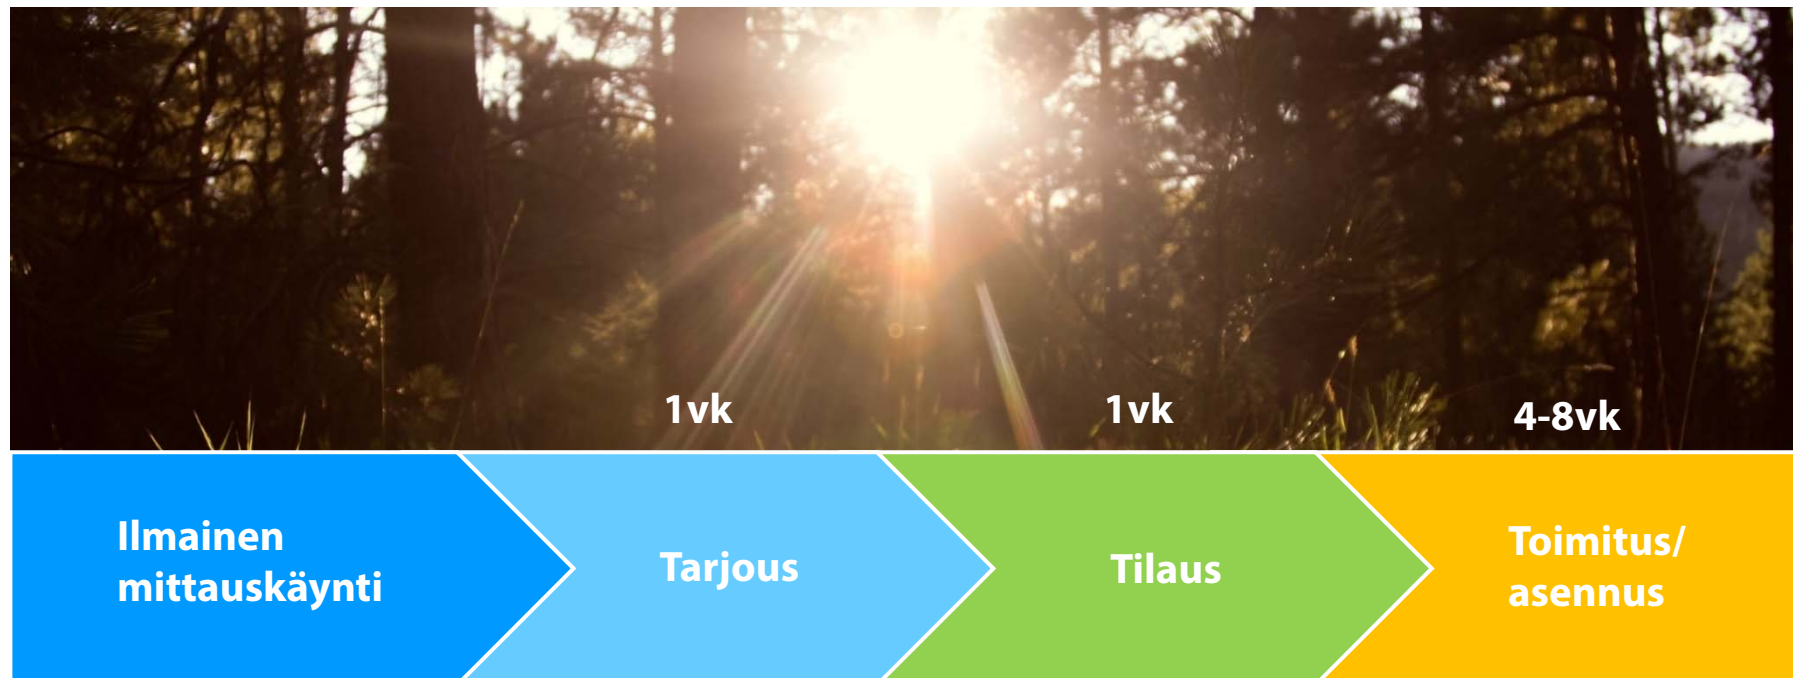 1vk
1vk
4-8vk
Ilmainen
mittauskäynti
Tarjous
Tilaus
Toimitus/
asennus